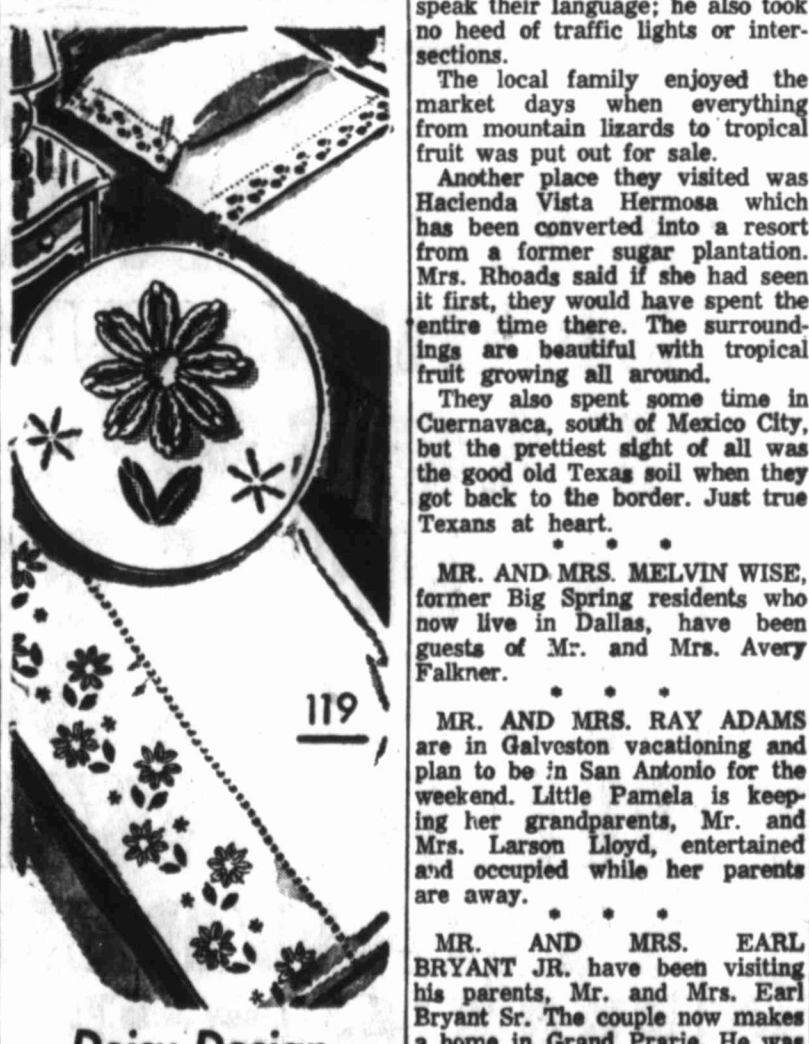 119
Daisy Design
speak their language; he also took
no heed of traffic lights or inter-
sections.
The local family enjoyed the
market days when everything
from mountain lizards to tropical
fruit was put out for sale.
Another place they visited was
Hacienda Vista Hermosa which
has been converted into a resort
from a former sugar plantation.
Mrs. Rhoads said if she had seen
it first, they would have spent the
entire time there. The surround-
ings are beautiful with tropical
fruit growing all around.
They also spent some time in
Cuernavaca, south of Mexico City,
but the prettiest sight of all was
the good old Texas soil when they
got back to the border. Just true
Texans at heart.
* * *
MR. AND MRS. MELVIN WISE,
former Big Spring residents who
now live in Dallas, have been
guests of Mr. and Mrs. Avery
Falkner.
* * *
MR. AND MRS. RAY ADAMS
are in Galveston vacationing and
plan to be in San Antonio for the
weekend. Little Pamela is keep-
ing her grandparents, Mr. and
Mrs. Larson Lloyd, entertained
and occupied while her parents
are away.
* * *
MR. AND MRS. EARL
BRYANT JR. have been visiting
his parents, Mr. and Mrs. Earl
Bryant Sr. The couple now makes
a home in Grand Prarie. He was